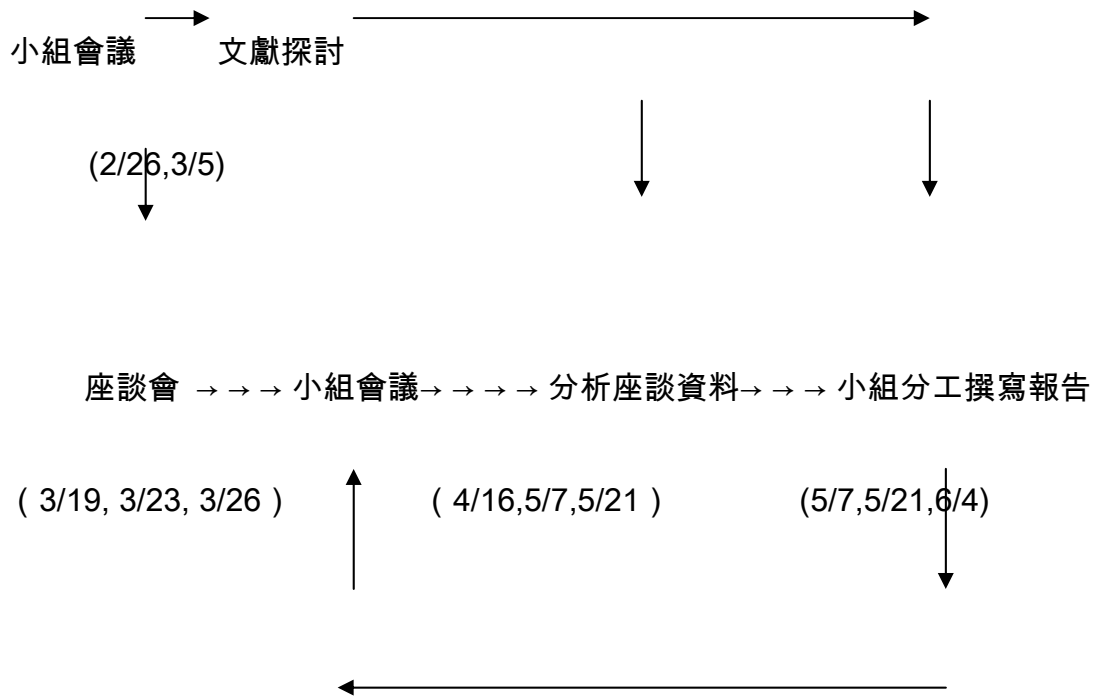 小組會議 文獻探討
(2/26,3/5)
座談會 →→→ 小組會議→→→→ 分析座談資料→→→ 小組分工撰寫報告
( 3/19, 3/23, 3/26 ) ( 4/16,5/7,5/21 ) (5/7,5/21,6/4)